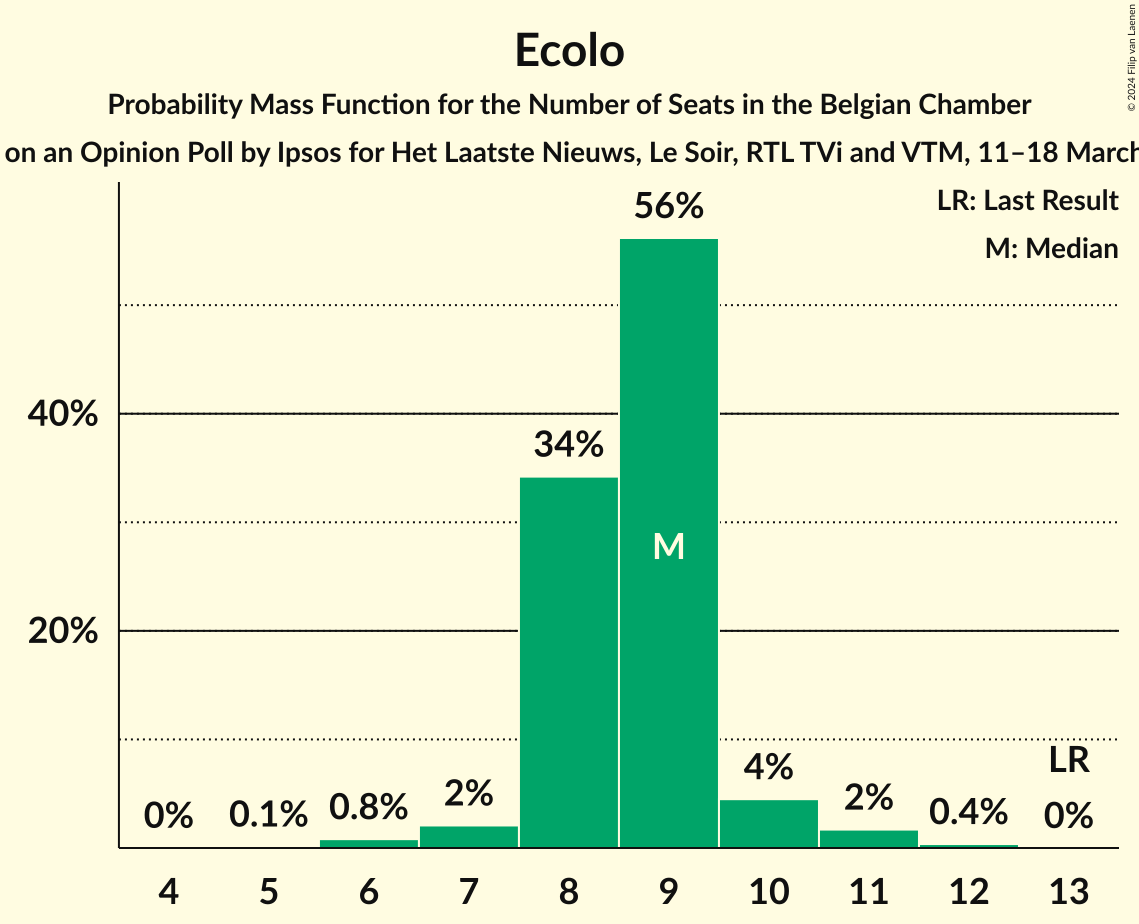 Ecolo
Probability Mass Function for the Number of Seats in the Belgian Chamber
on an Opinion Poll by Ipsos for Het Laatste Nieuws, Le Soir, RTL TVi and VTM, 11–18 March
© 2024 Filip van Laenen
LR: Last Result
M: Median
56%
40%
34%
M
20%
LR
0%
0.1%
0.8%
2%
4%
2%
0.4%
0%
4 5 6 7 8 9 10 11 12 13